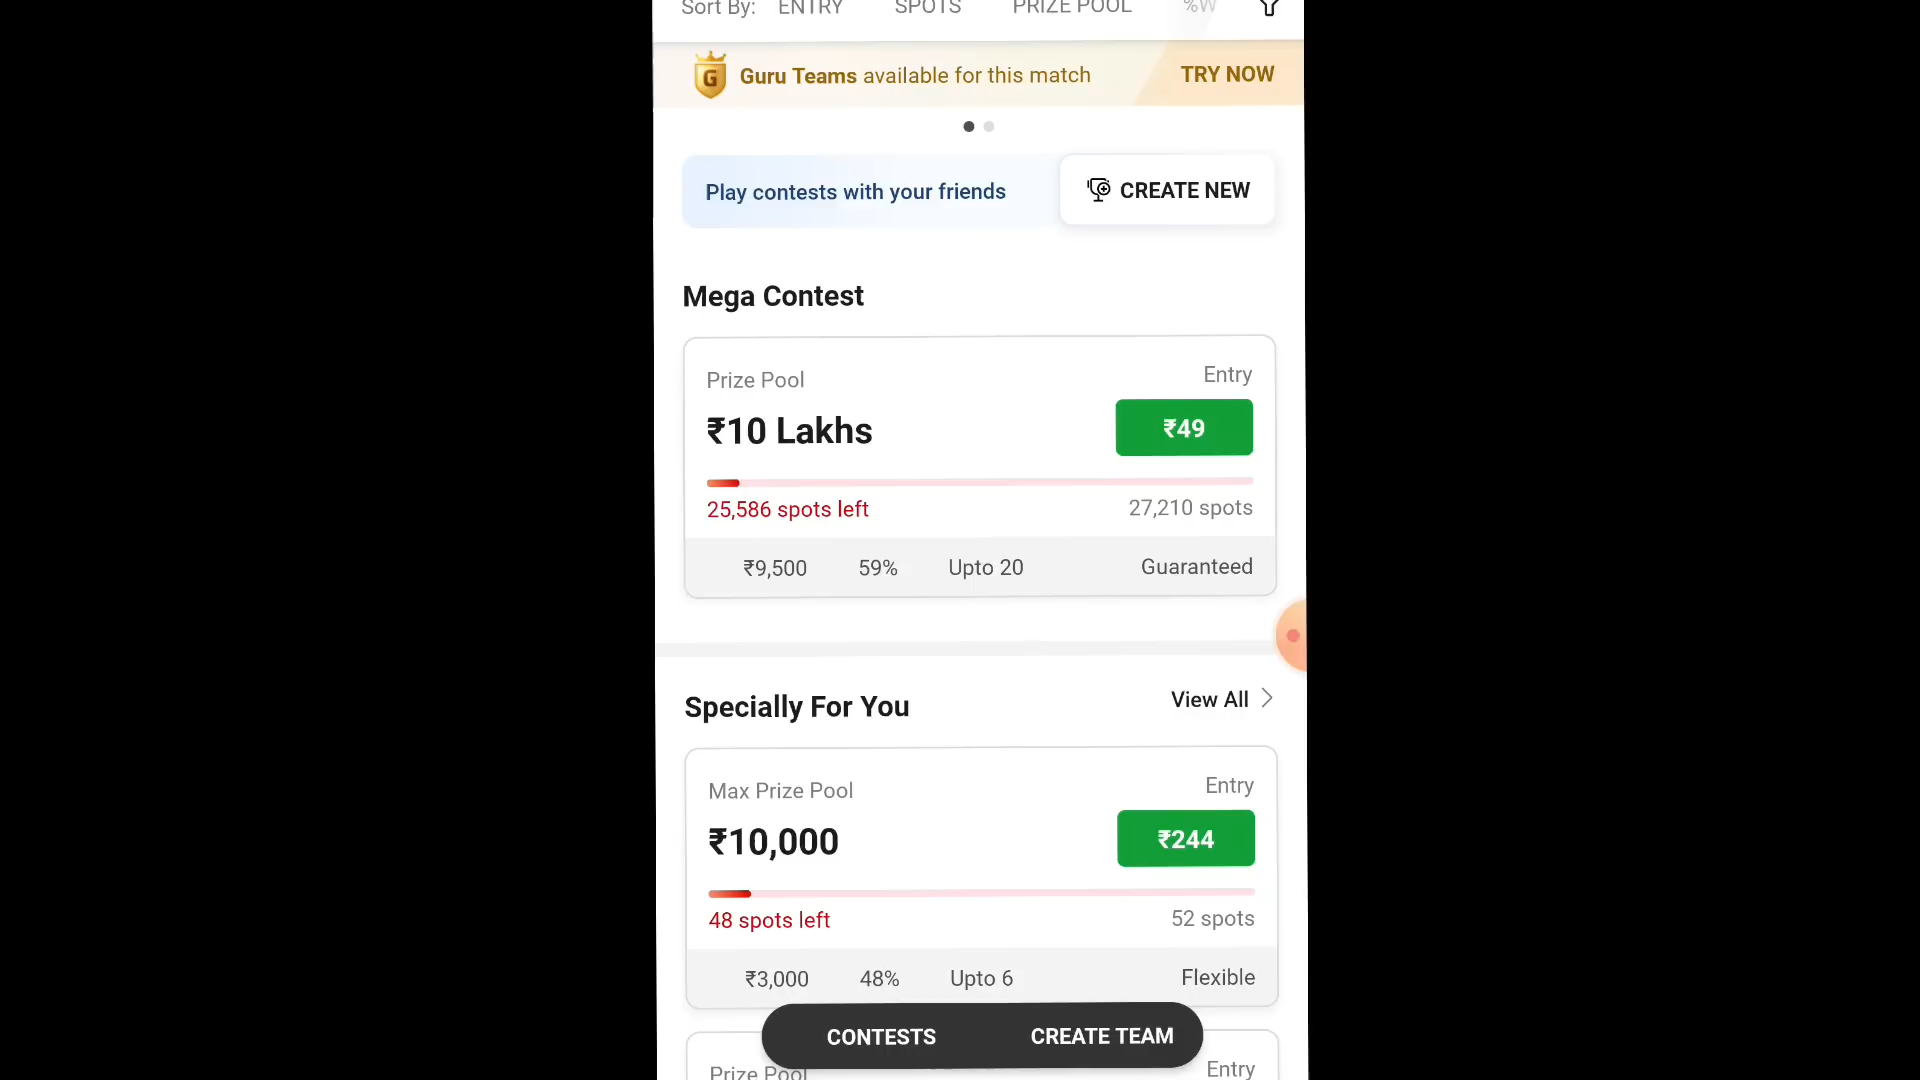 Sort By: ENTRY SPOTS PRIZE POOL %W
G Guru Teams available for this match TRY NOW
Play contests with your friends CREATE NEW
Mega Contest
Prize Pool Entry
₹10 Lakhs ₹49
25,586 spots left 27,210 spots
₹9,500 59% Upto 20 Guaranteed
Specially For You View All
Max Prize Pool Entry
₹10,000 ₹244
48 spots left 52 spots
₹3,000 48% Upto 6 Flexible
CONTESTS CREATE TEAM
Prize Pool Entry